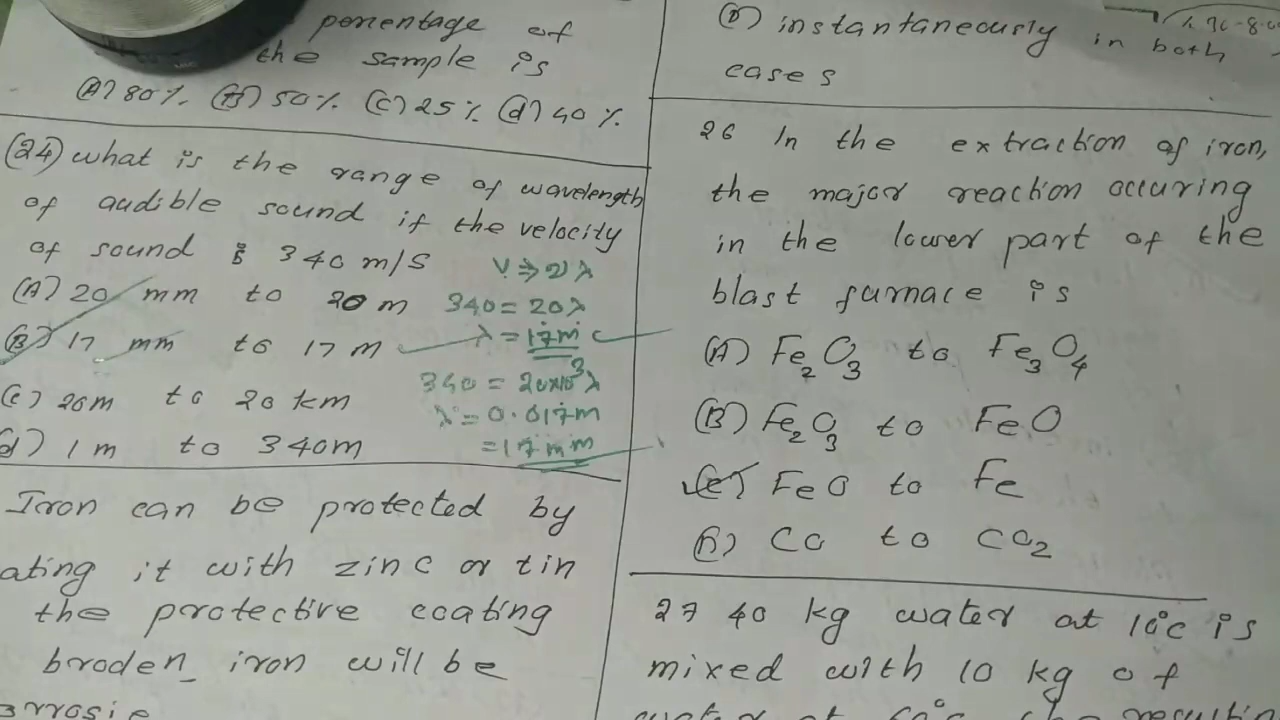 percentage of
the sample is
(A) 80% (B) 50% (C) 25% (d) 40%
(24) what is the range of wavelength
of audible sound if the velocity
of sound is 340 m/s
(A) 20 mm to 20 m
(B) 17 mm to 17 m
(C) 20m to 20 km
d) 1 m to 340m
V ⇒ νλ
340 = 20λ
λ = 17m
340 = 20x10³λ
λ = 0.017m
= 17mm
Iron can be protected by
ating it with zinc or tin
the protective coating
broden iron will be
(D) instantaneously in both
cases
26 In the extraction of iron,
the major reaction occuring
in the lower part of the
blast furnace is
(A) Fe₂O₃ to Fe₃O₄
(B) Fe₂O₃ to FeO
(C) FeO to Fe
(D) CO to CO₂
27 40 kg water at 10°c is
mixed with 10 kg of